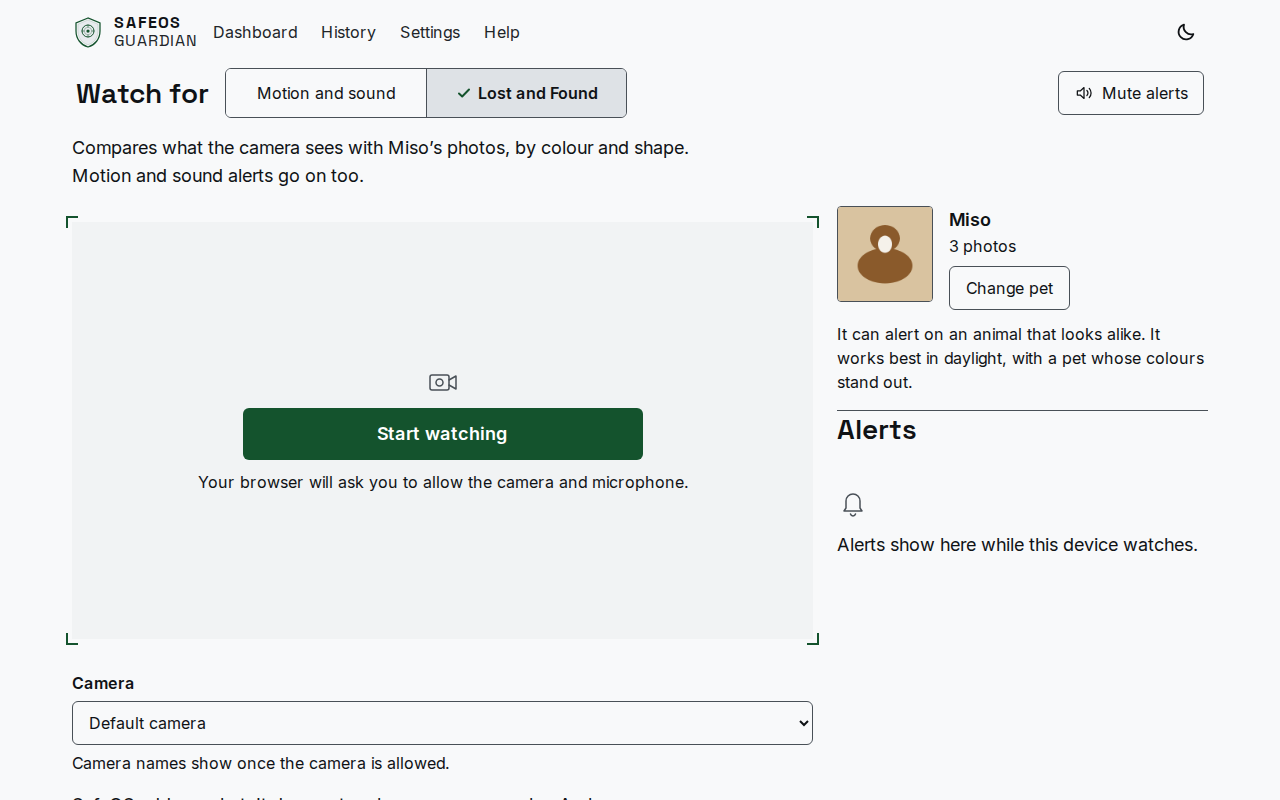 SAFEOS
GUARDIAN
Dashboard
History
Settings
Help
Watch for
Motion and sound
Lost and Found
Mute alerts
Compares what the camera sees with Miso’s photos, by colour and shape.
Motion and sound alerts go on too.
Miso
3 photos
Change pet
It can alert on an animal that looks alike. It
works best in daylight, with a pet whose colours
stand out.
Alerts
Alerts show here while this device watches.
Start watching
Your browser will ask you to allow the camera and microphone.
Camera
Default camera
Camera names show once the camera is allowed.